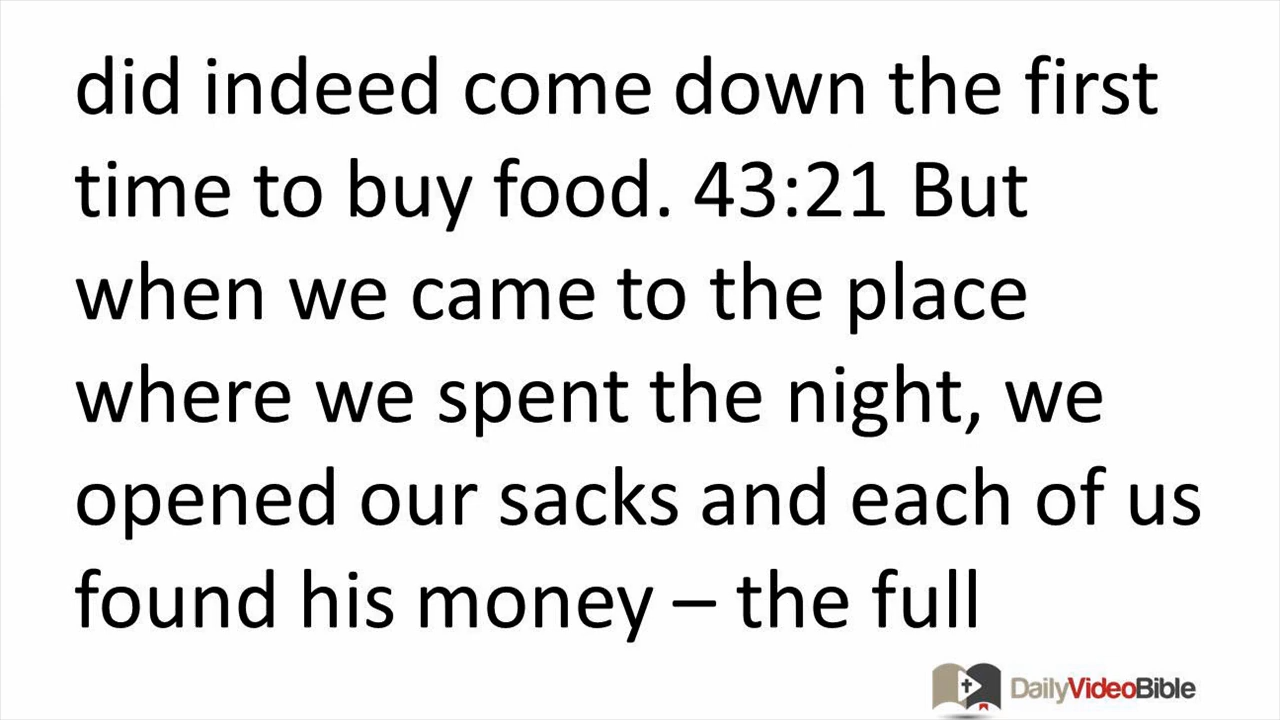 did indeed come down the first
time to buy food. 43:21 But
when we came to the place
where we spent the night, we
opened our sacks and each of us
found his money – the full
DailyVideoBible